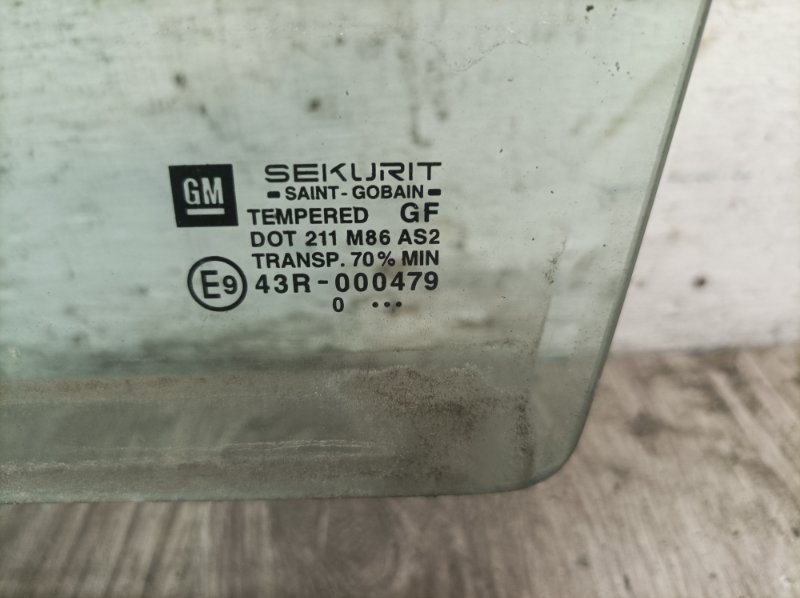 GM
SEKURIT
SAINT-GOBAIN
TEMPERED GF
DOT 211 M86 AS2
TRANSP. 70% MIN
E9 43R-000479
0 ...